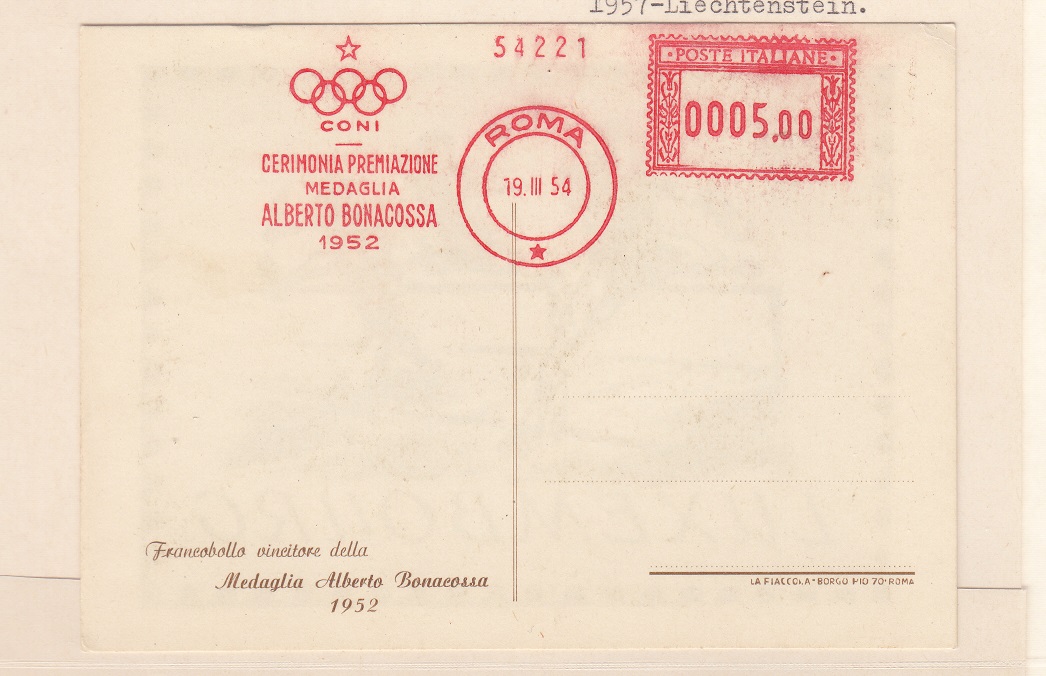 1957-Liechtenstein.
54221
·POSTE ITALIANE·
0005,00
CONI
CERIMONIA PREMIAZIONE
MEDAGLIA
ALBERTO BONACOSSA
1952
ROMA
19.III 54
Francobollo vincitore della
Medaglia Alberto Bonacossa
1952
LA FIACCOLA·BORGO PIO 70·ROMA